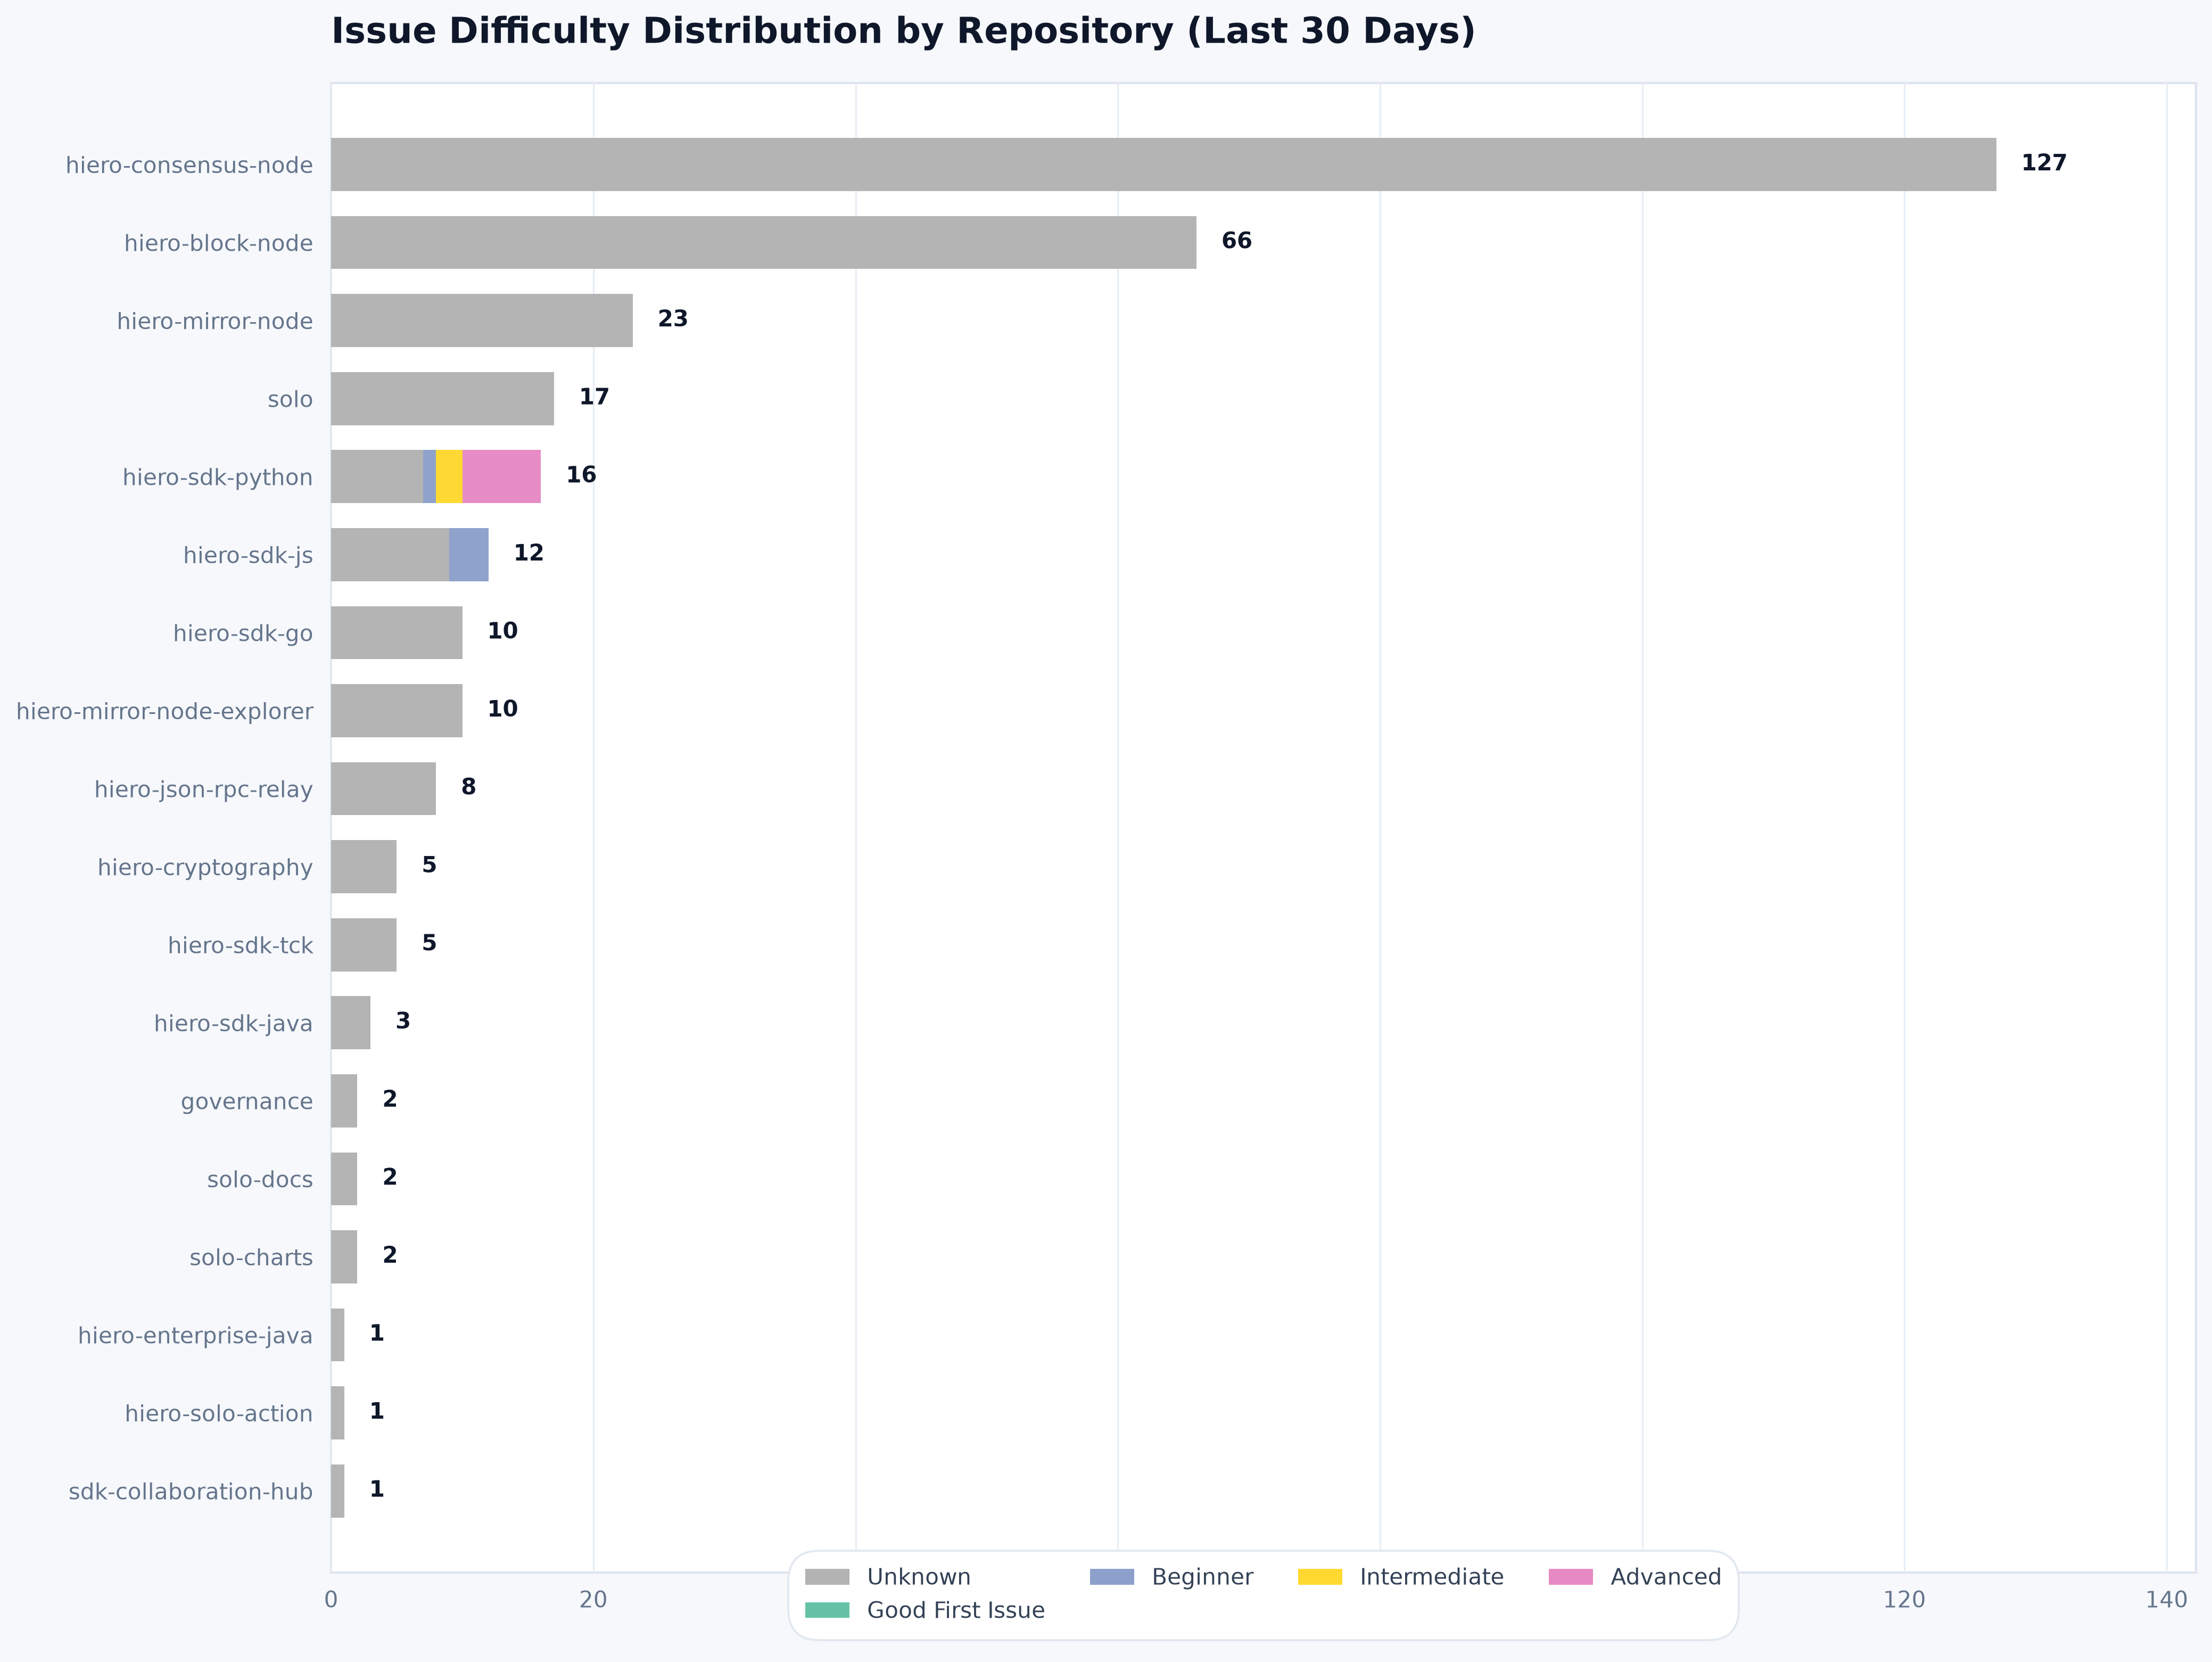 Issue Difficulty Distribution by Repository (Last 30 Days)
hiero-consensus-node 127
hiero-block-node 66
hiero-mirror-node 23
solo 17
hiero-sdk-python 16
hiero-sdk-js 12
hiero-sdk-go 10
hiero-mirror-node-explorer 10
hiero-json-rpc-relay 8
hiero-cryptography 5
hiero-sdk-tck 5
hiero-sdk-java 3
governance 2
solo-docs 2
solo-charts 2
hiero-enterprise-java 1
hiero-solo-action 1
sdk-collaboration-hub 1
0 20 120 140
Unknown Beginner Intermediate Advanced
Good First Issue